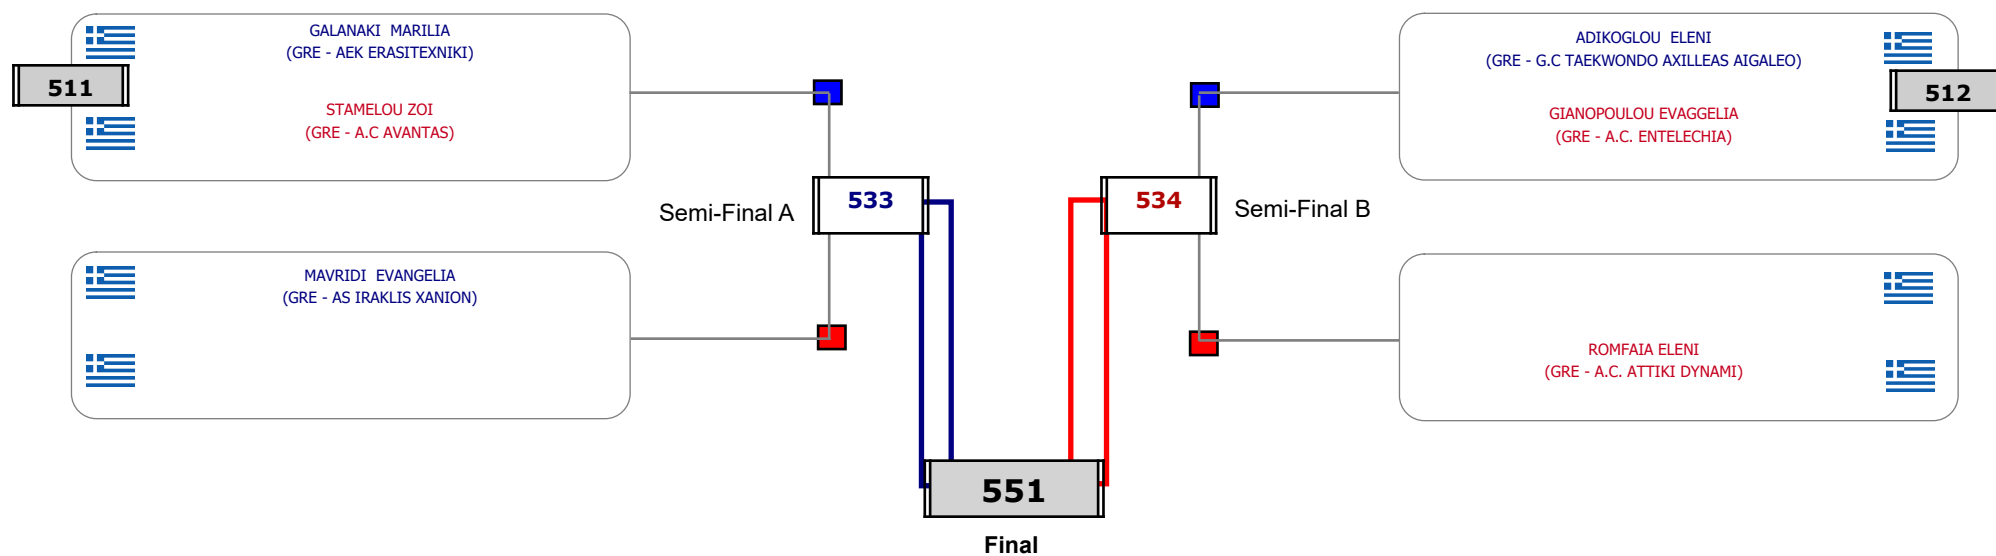 GALANAKI MARILIA
(GRE - AEK ERASITEXNIKI)
511
STAMELOU ZOI
(GRE - A.C AVANTAS)
MAVRIDI EVANGELIA
(GRE - AS IRAKLIS XANION)
Semi-Final A
533
534
Semi-Final B
ADIKOGLOU ELENI
(GRE - G.C TAEKWONDO AXILLEAS AIGALEO)
512
GIANOPOULOU EVAGGELIA
(GRE - A.C. ENTELECHIA)
ROMFAIA ELENI
(GRE - A.C. ATTIKI DYNAMI)
551
Final